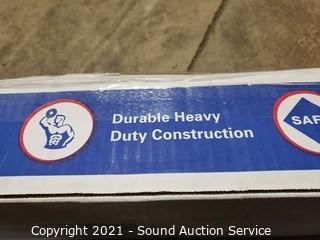 Durable Heavy
Duty Construction
SAF
Copyright 2021 - Sound Auction Service